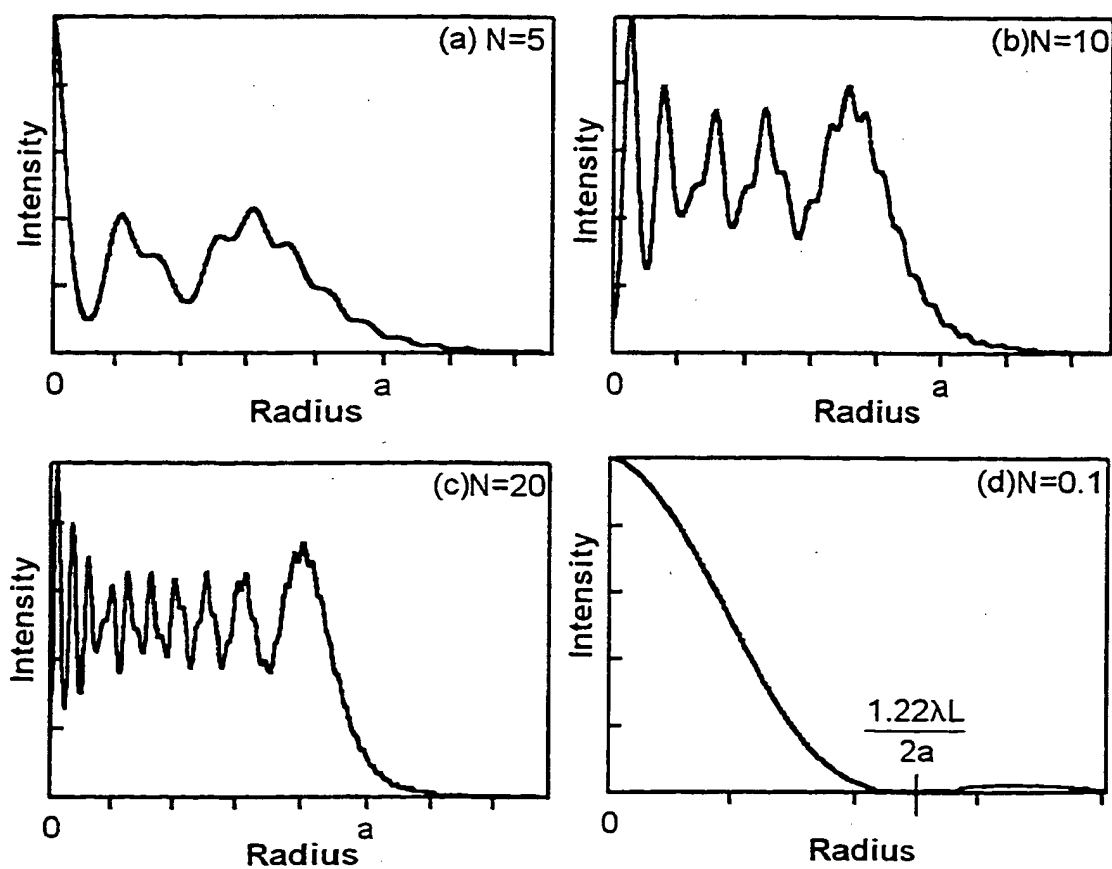 (a) N=5
Intensity
0 a
Radius
(b)N=10
Intensity
0 a
Radius
(c)N=20
Intensity
0 a
Radius
(d)N=0.1
Intensity
1.22λL
2a
0
Radius